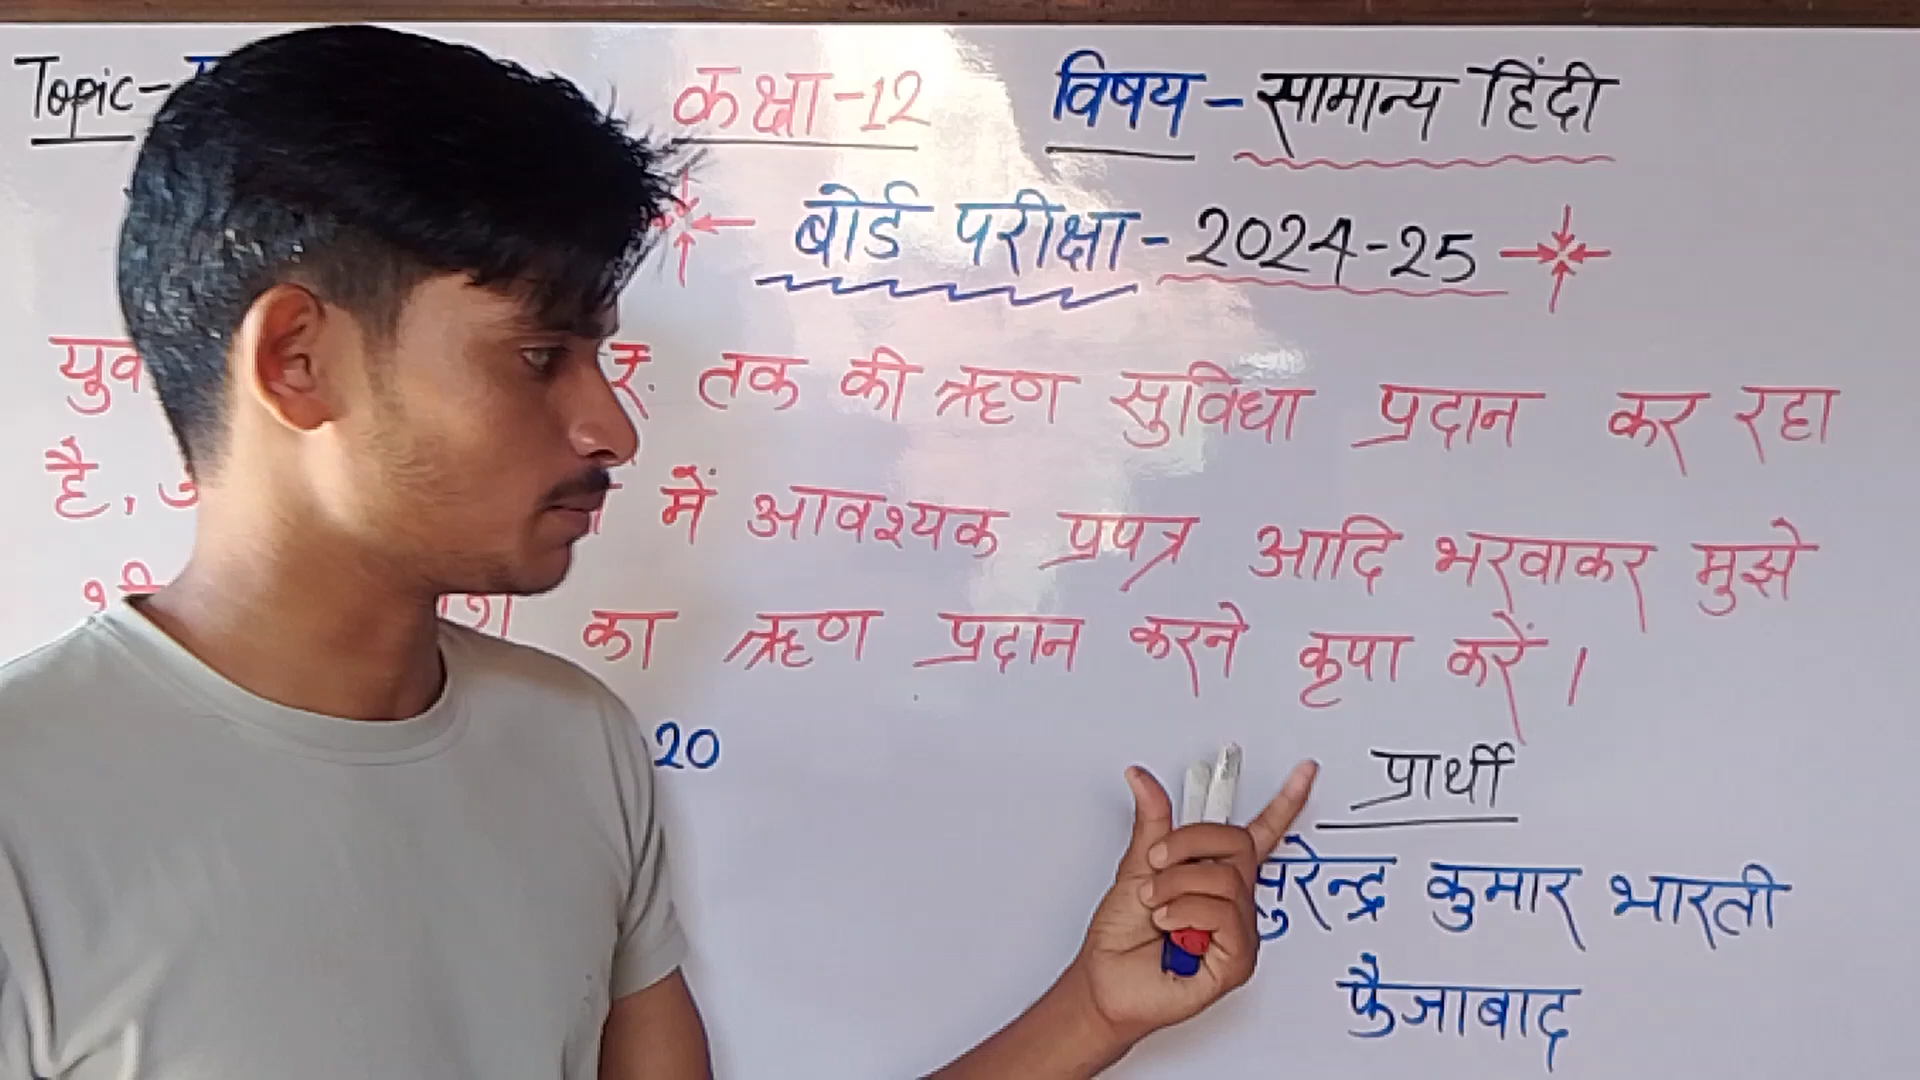 Topic- कक्षा-12 विषय-सामान्य हिंदी
बोर्ड परीक्षा-2024-25
रु. तक की ऋण सुविधा प्रदान कर रहा
है, में आवश्यक प्रपत्र आदि भरवाकर मुझे
का ऋण प्रदान करने कृपा करें।
20
प्रार्थी
सुरेन्द्र कुमार भारती
फैजाबाद